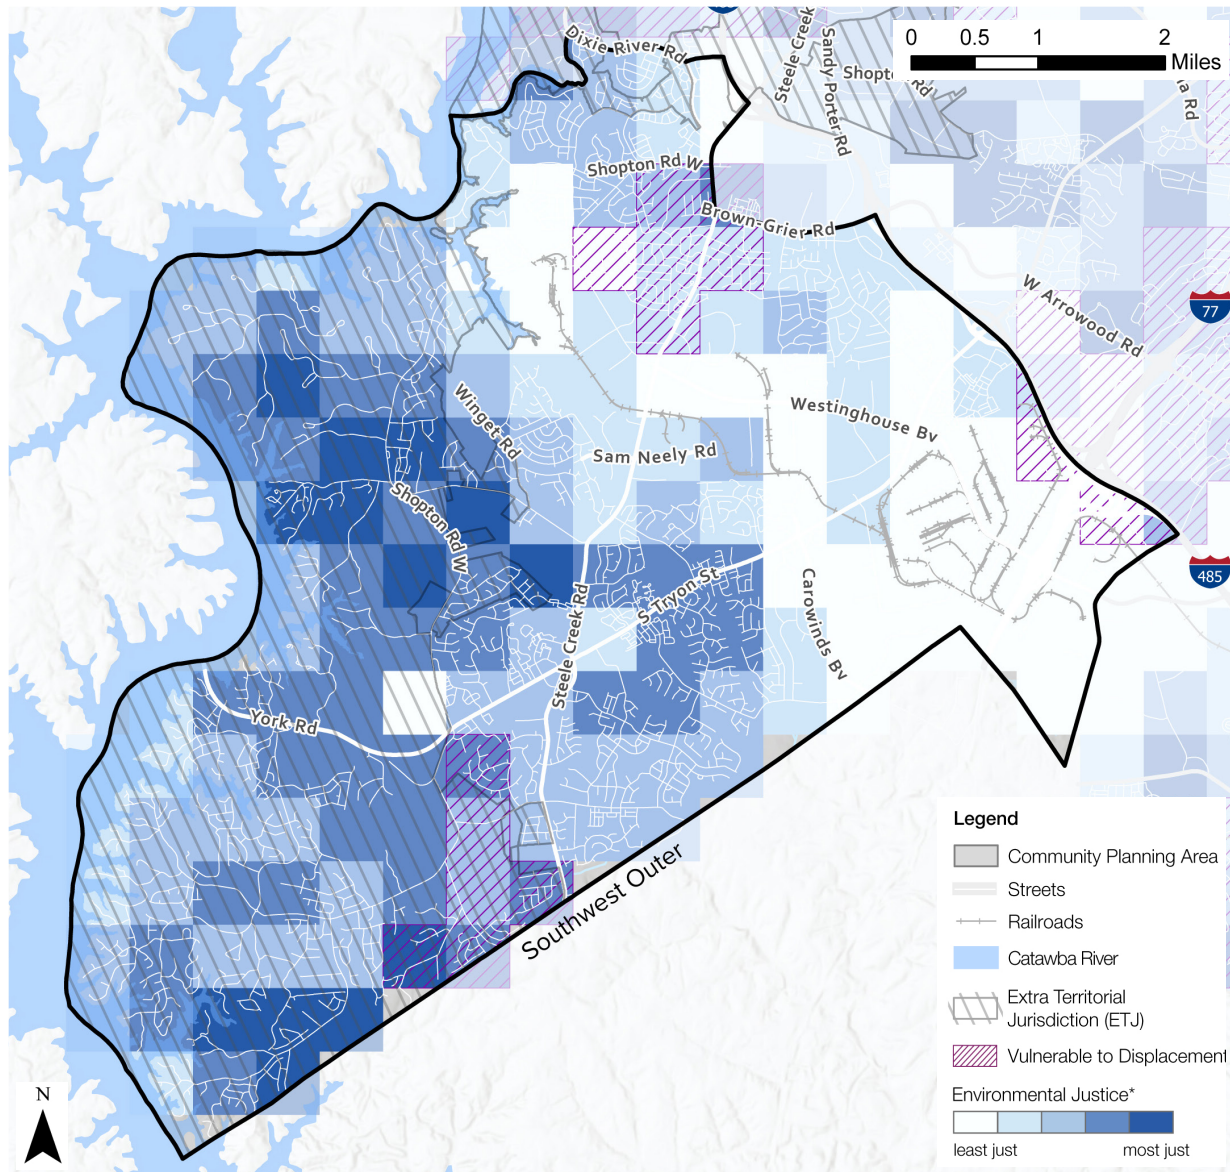 0 0.5 1 2
Miles
Dixie River Rd
Steele Creek
Sandy Porter Rd
Shopto
Rd
Rd
Shopton Rd W
Brown-Grier Rd
W Arrowood Rd
77
Winget Rd
Westinghouse Bv
Sam Neely Rd
Shopton Rd W
S Tryon St
Steele Creek Rd
Carowinds Bv
485
York Rd
Southwest Outer
Legend
Community Planning Area
Streets
Railroads
Catawba River
Extra Territorial
Jurisdiction (ETJ)
Vulnerable to Displacement
Environmental Justice*
least just most just
N